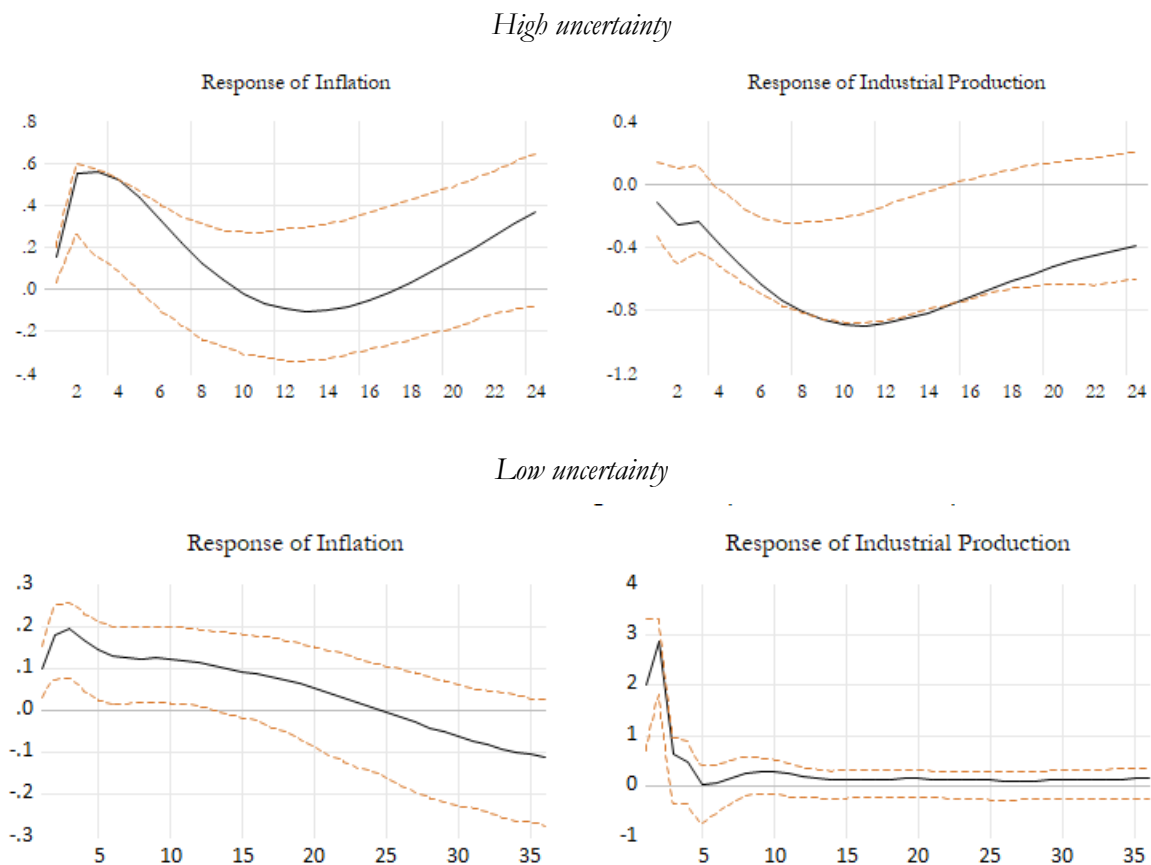 High uncertainty
Response of Inflation
Response of Industrial Production
.8
.6
.4
.2
.0
-.2
-.4
2 4 6 8 10 12 14 16 18 20 22 24
0.4
0.0
-0.4
-0.8
-1.2
2 4 6 8 10 12 14 16 18 20 22 24
Low uncertainty
Response of Inflation
Response of Industrial Production
.3
.2
.1
.0
-.1
-.2
-.3
5 10 15 20 25 30 35
4
3
2
1
0
-1
5 10 15 20 25 30 35